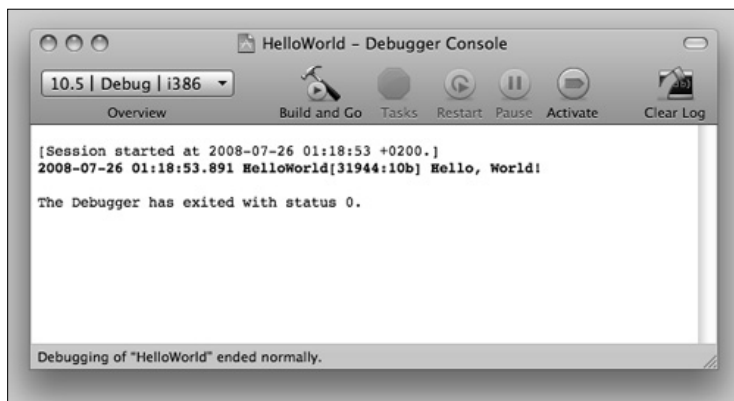 HelloWorld – Debugger Console
10.5 | Debug | i386
Overview
Build and Go
Tasks
Restart
Pause
Activate
Clear Log
[Session started at 2008-07-26 01:18:53 +0200.]
2008-07-26 01:18:53.891 HelloWorld[31944:10b] Hello, World!
The Debugger has exited with status 0.
Debugging of "HelloWorld" ended normally.